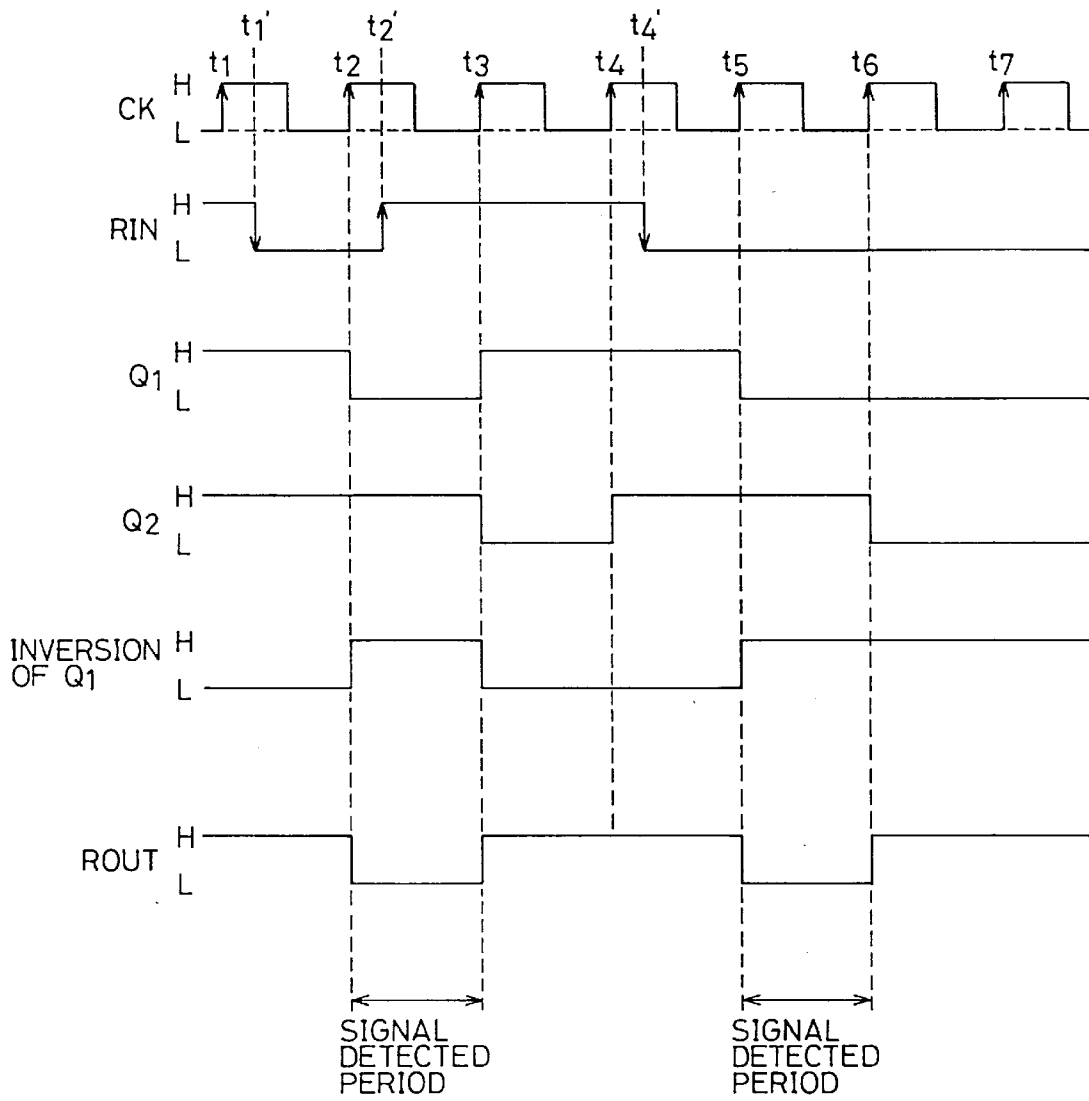 t1' t2' t4'
t1 t2 t3 t4 t5 t6 t7
H
CK
L
H
RIN
L
H
Q1
L
H
Q2
L
H
INVERSION
OF Q1
L
H
ROUT
L
SIGNAL
DETECTED
PERIOD
SIGNAL
DETECTED
PERIOD